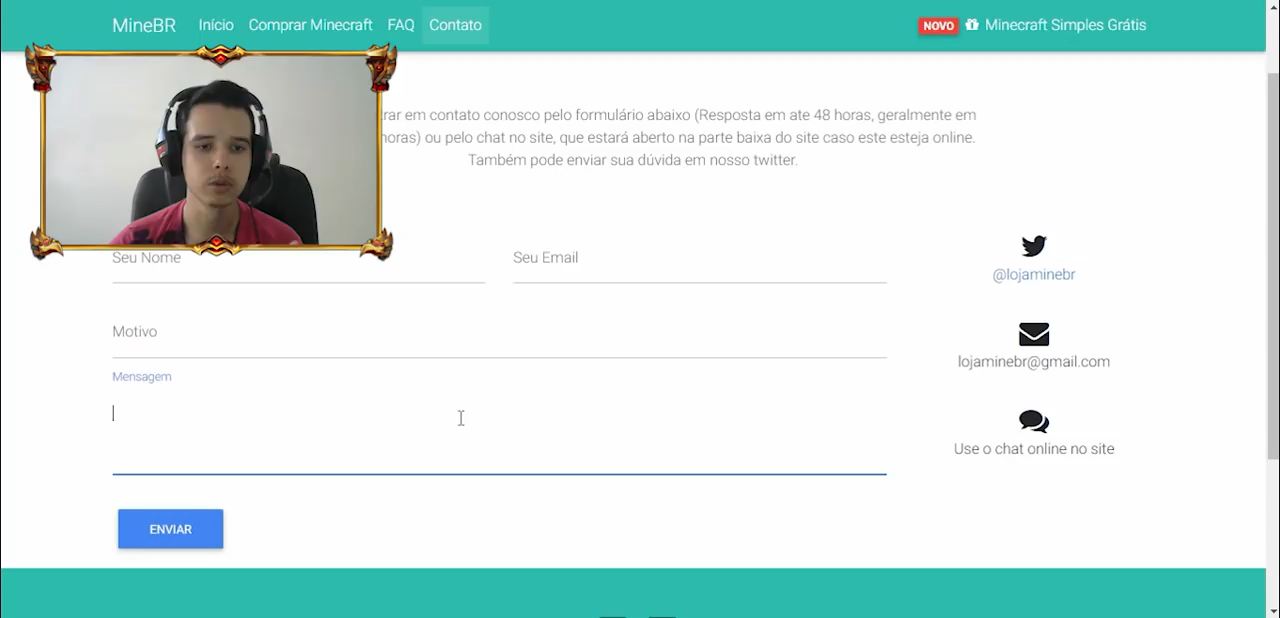 MineBR Início Comprar Minecraft FAQ Contato NOVO Minecraft Simples Grátis
em contato conosco pelo formulário abaixo (Resposta em ate 48 horas, geralmente em
horas) ou pelo chat no site, que estará aberto na parte baixa do site caso este esteja online.
Também pode enviar sua dúvida em nosso twitter.
Seu Nome Seu Email
@lojaminebr
Motivo
lojaminebr@gmail.com
Mensagem
Use o chat online no site
ENVIAR